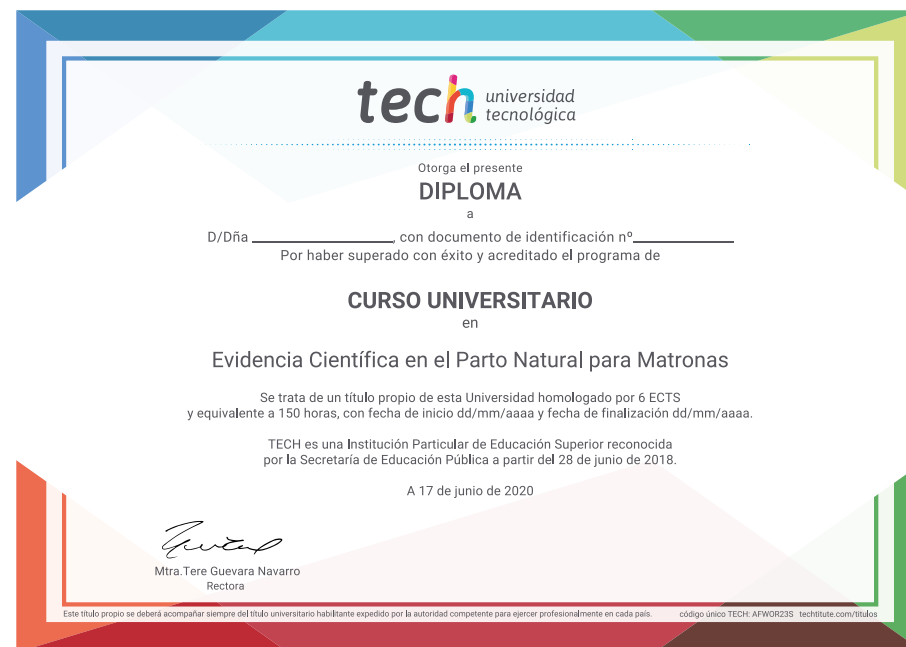 tech universidad
tecnológica
Otorga el presente
DIPLOMA
a
D/Dña ____________________, con documento de identificación nº______________
Por haber superado con éxito y acreditado el programa de
CURSO UNIVERSITARIO
en
Evidencia Científica en el Parto Natural para Matronas
Se trata de un título propio de esta Universidad homologado por 6 ECTS
y equivalente a 150 horas, con fecha de inicio dd/mm/aaaa y fecha de finalización dd/mm/aaaa.
TECH es una Institución Particular de Educación Superior reconocida
por la Secretaría de Educación Pública a partir del 28 de junio de 2018.
A 17 de junio de 2020
Mtra.Tere Guevara Navarro
Rectora
Este título propio se deberá acompañar siempre del título universitario habilitante expedido por la autoridad competente para ejercer profesionalmente en cada país. código único TECH: AFWOR23S techtitute.com/titulos